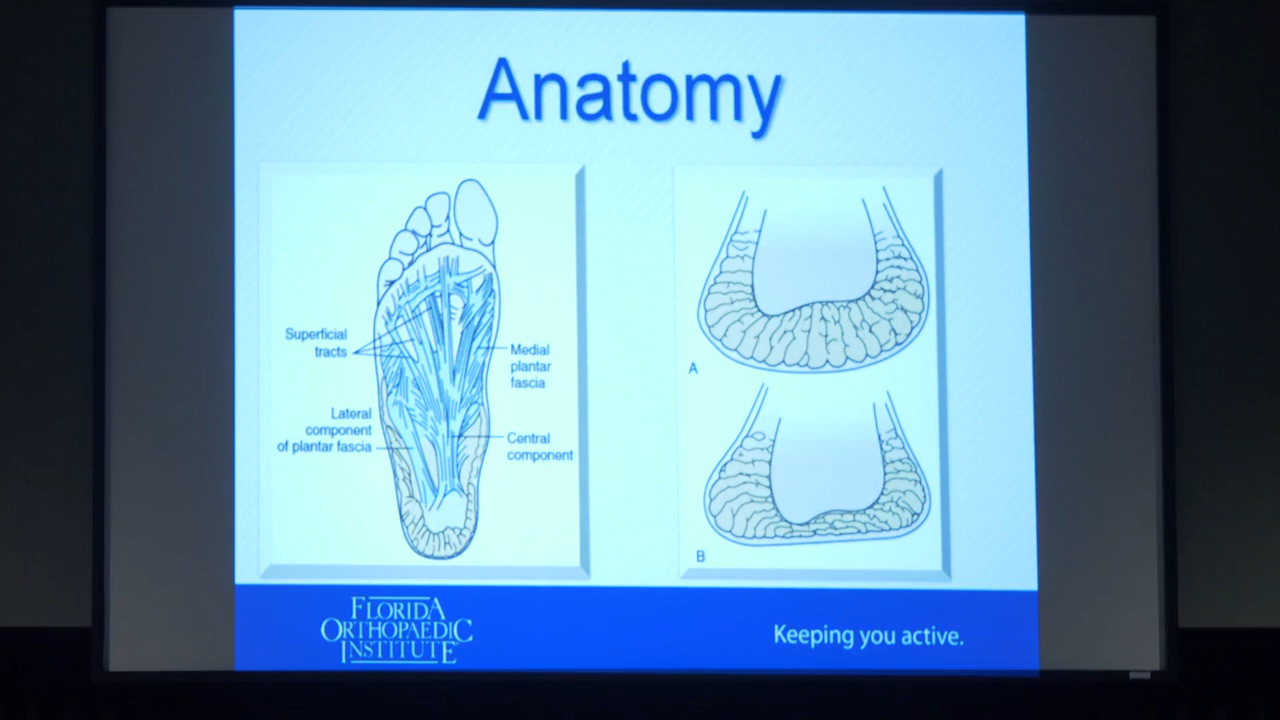 Anatomy
Superficial
tracts
Lateral
component
of plantar fascia
Medial
plantar
fascia
Central
component
A
B
FLORIDA
ORTHOPAEDIC
INSTITUTE
Keeping you active.